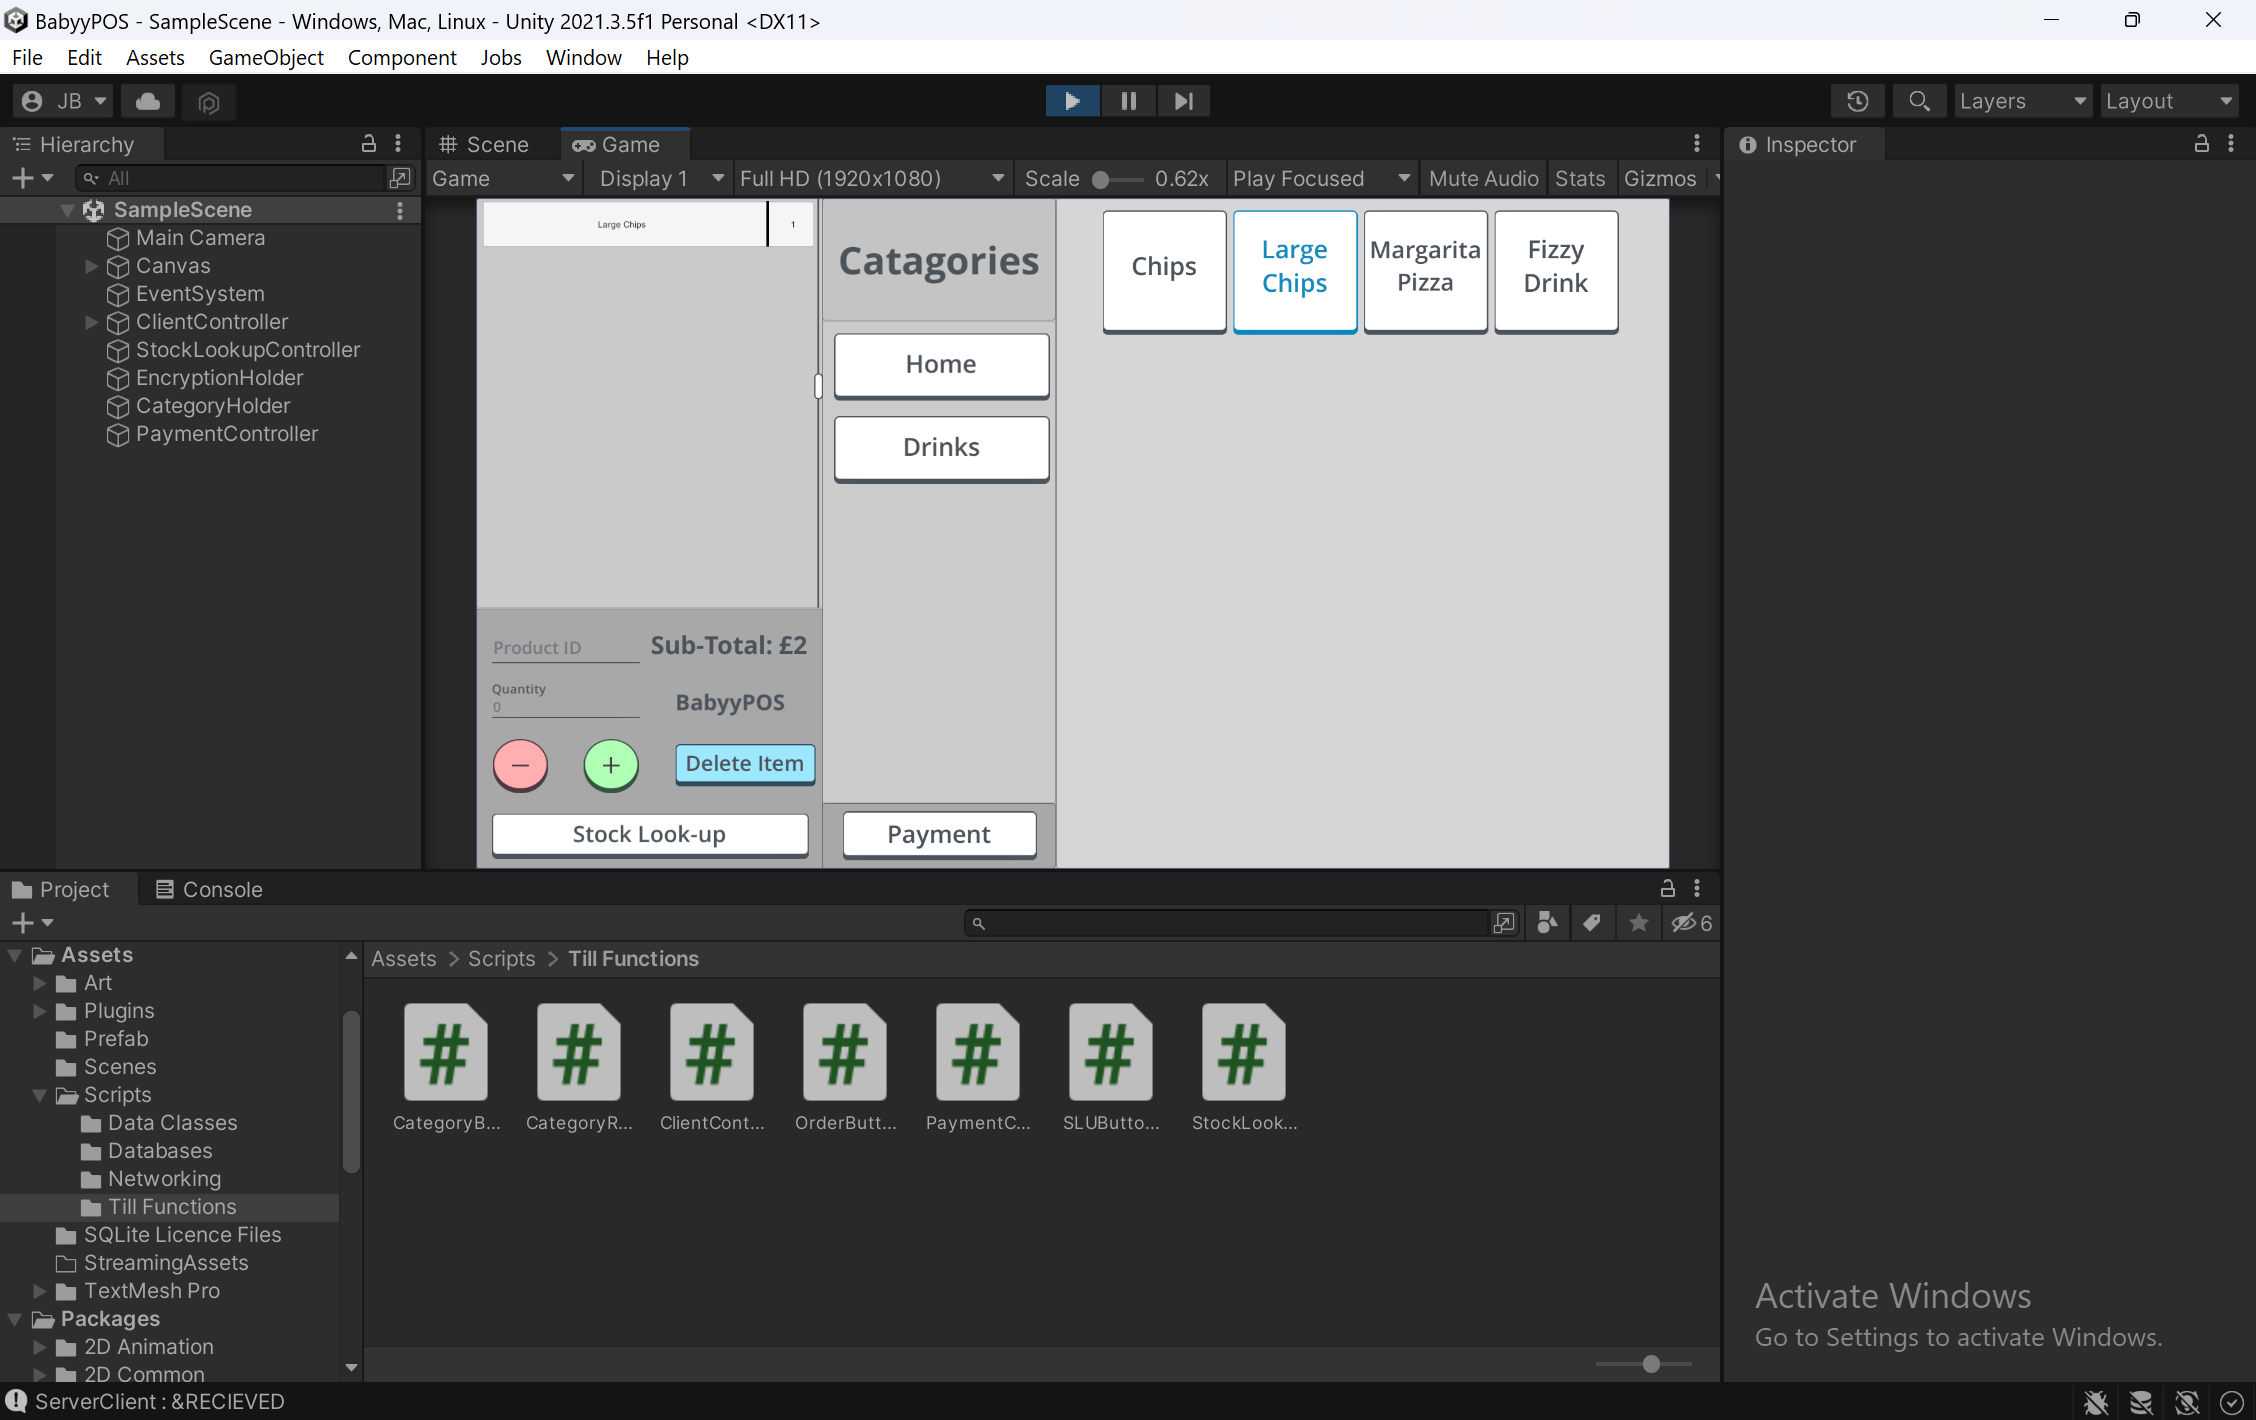 BabyyPOS - SampleScene - Windows, Mac, Linux - Unity 2021.3.5f1 Personal <DX11>
File Edit Assets GameObject Component Jobs Window Help
JB Layers Layout
Hierarchy
All
SampleScene
Main Camera
Canvas
EventSystem
ClientController
StockLookupController
EncryptionHolder
CategoryHolder
PaymentController
Scene Game
Game Display 1 Full HD (1920x1080) Scale 0.62x Play Focused Mute Audio Stats Gizmos
Large Chips 1
Catagories
Home
Drinks
Chips
Large
Chips
Margarita
Pizza
Fizzy
Drink
Product ID Sub-Total: £2
Quantity
0
BabyyPOS
− + Delete Item
Stock Look-up
Payment
Inspector
Project Console
6
Assets
Art
Plugins
Prefab
Scenes
Scripts
Data Classes
Databases
Networking
Till Functions
SQLite Licence Files
StreamingAssets
TextMesh Pro
Packages
2D Animation
2D Common
Assets > Scripts > Till Functions
# # # # # # #
CategoryB... CategoryR... ClientCont... OrderButt... PaymentC... SLUButto... StockLook...
Activate Windows
Go to Settings to activate Windows.
ServerClient : &RECIEVED